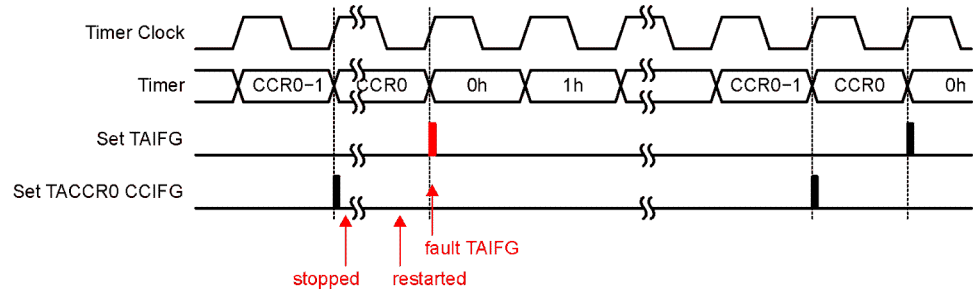 Timer Clock
Timer CCR0−1 CCR0 0h 1h CCR0−1 CCR0 0h
Set TAIFG
Set TACCR0 CCIFG
fault TAIFG
stopped restarted